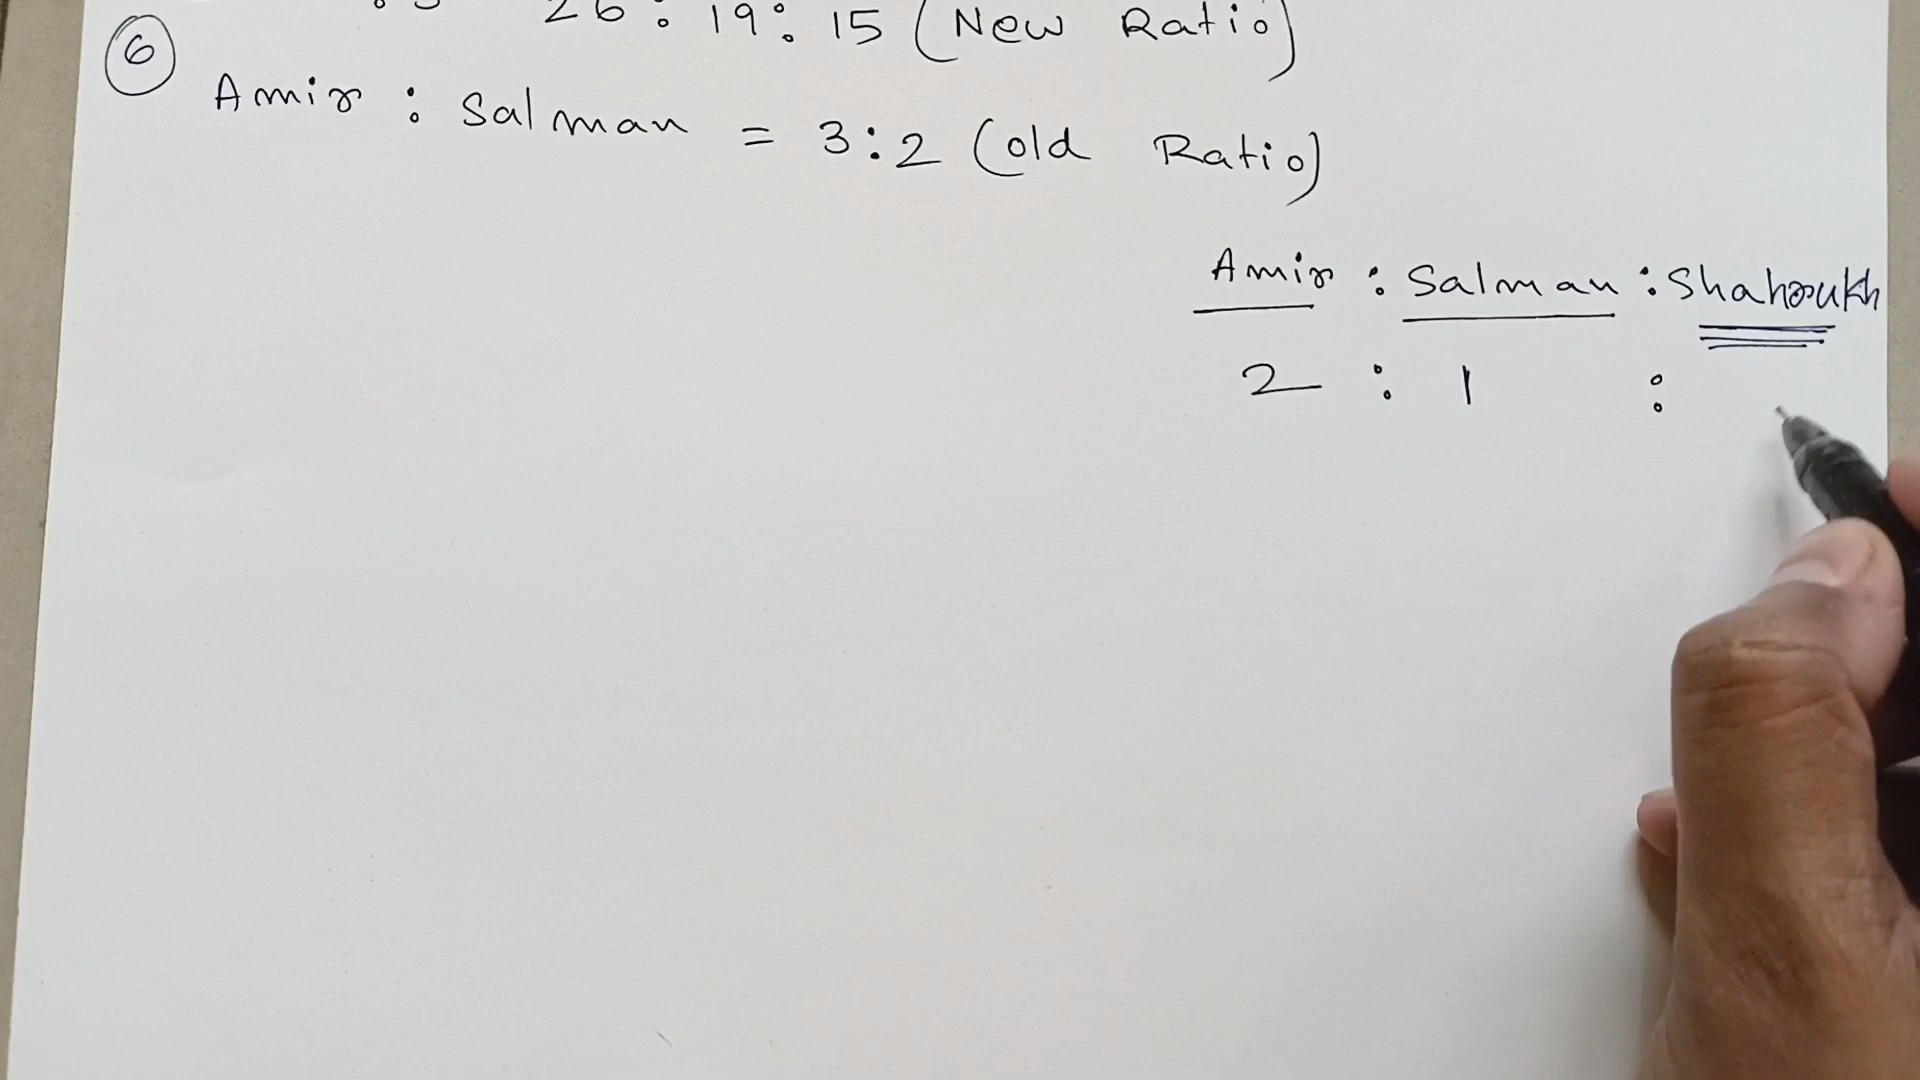 26 : 19 : 15 (New Ratio)
6
Amir : Salman = 3:2 (old Ratio)
Amir : Salman : Shahrukh
2 : 1 :